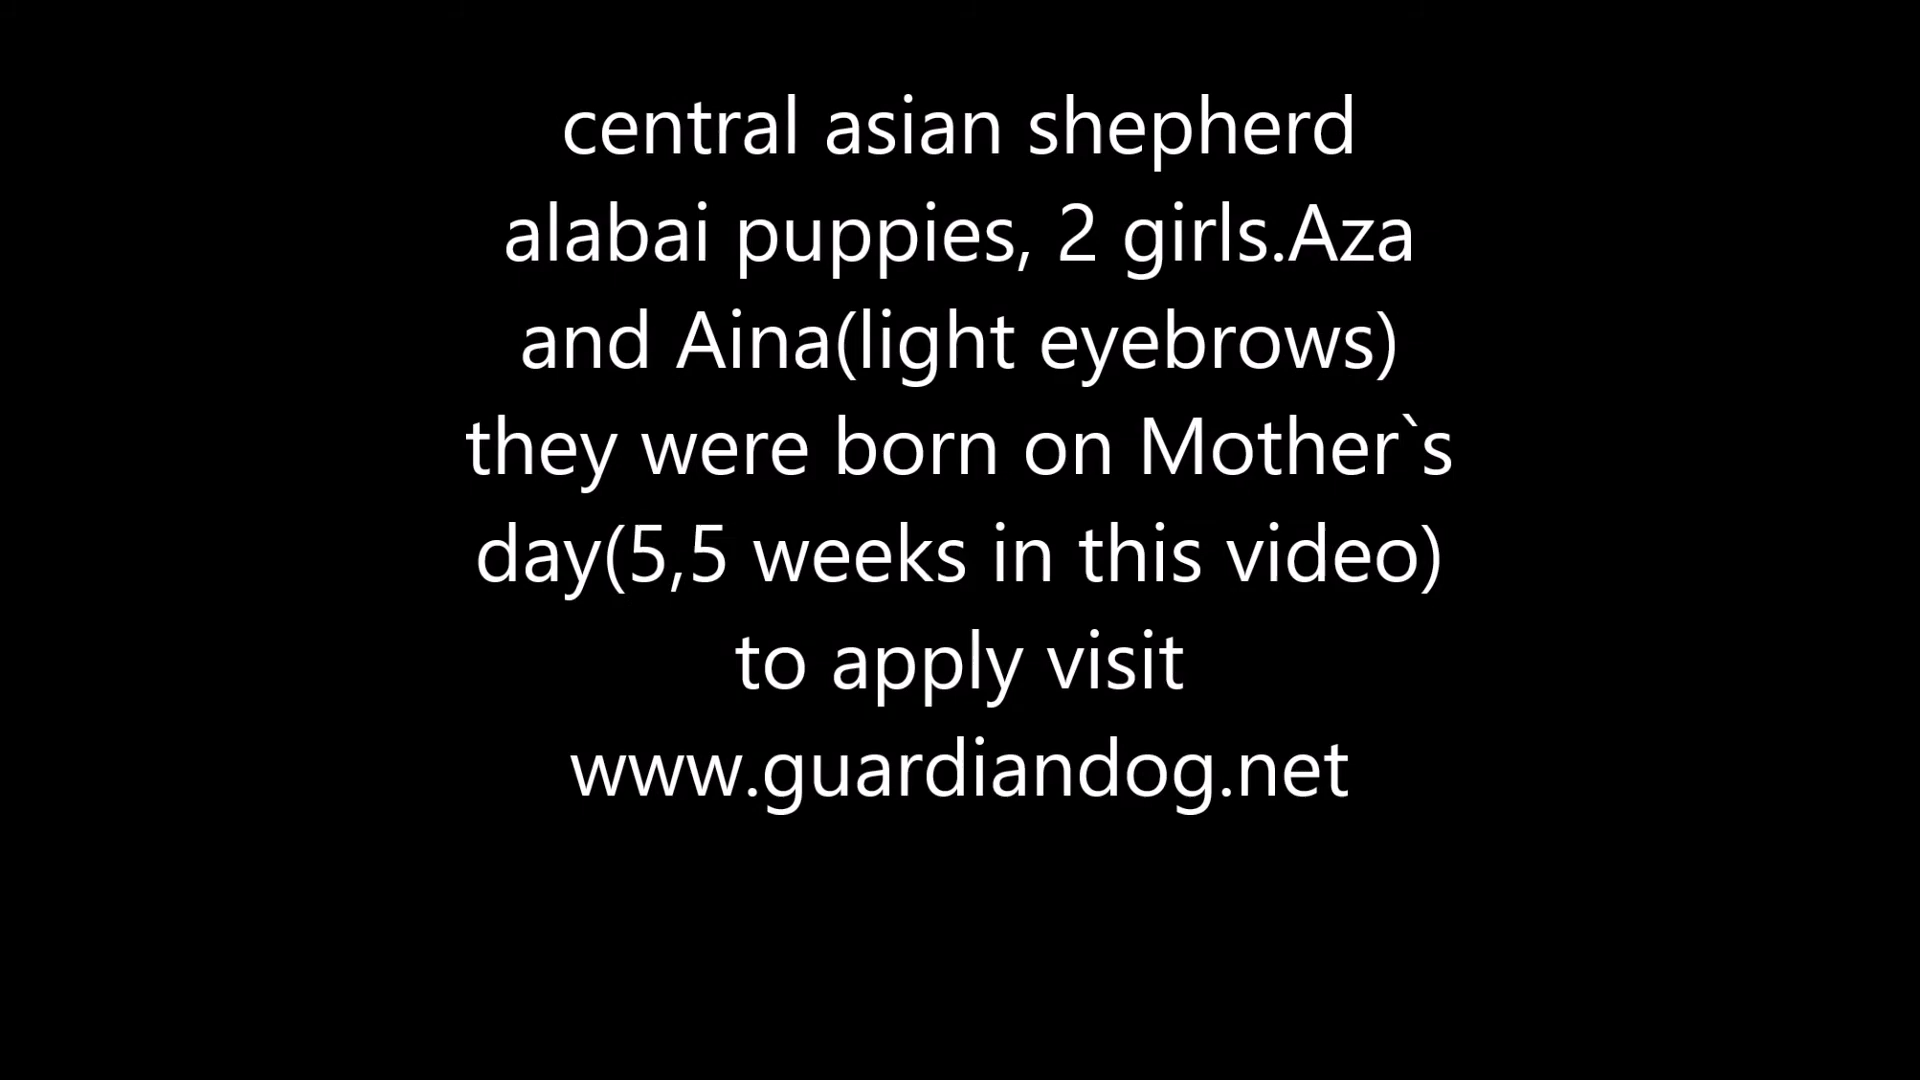 central asian shepherd
alabai puppies, 2 girls.Aza
and Aina(light eyebrows)
they were born on Mother`s
day(5,5 weeks in this video)
to apply visit
www.guardiandog.net